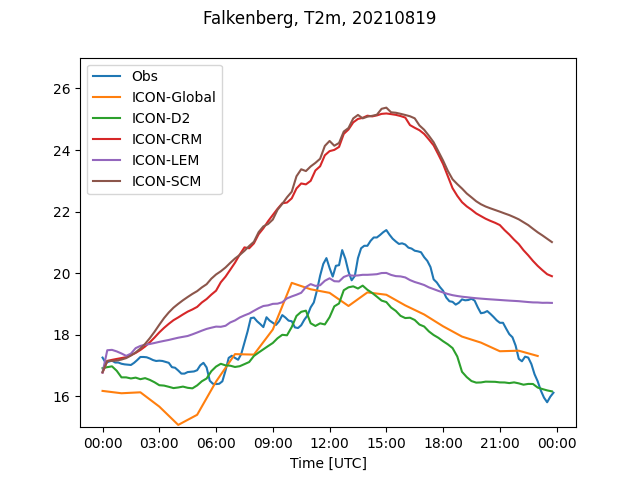 Falkenberg, T2m, 20210819
Obs
ICON-Global
ICON-D2
ICON-CRM
ICON-LEM
ICON-SCM
26
24
22
20
18
16
00:00 03:00 06:00 09:00 12:00 15:00 18:00 21:00 00:00
Time [UTC]